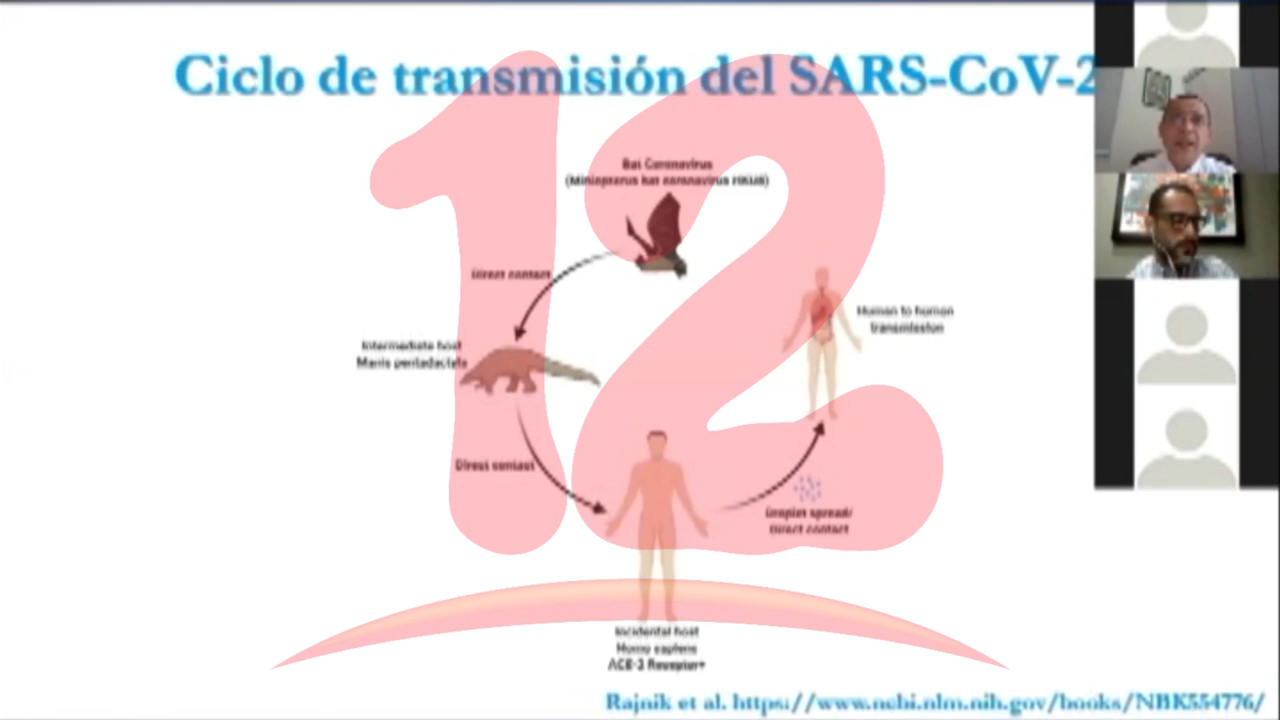 Ciclo de transmisión del SARS-CoV-2
12
Bat Coronavirus
(Miniopterus bat coronavirus
Direct contact
Human to human
transmission
Intermediate host
Manis pentadactyla
Direct contact
Droplet spread/
Direct contact
Incidental host
Homo sapiens
ACE-2 Receptor+
Rajnik et al. https://www.ncbi.nlm.nih.gov/books/NBK554776/